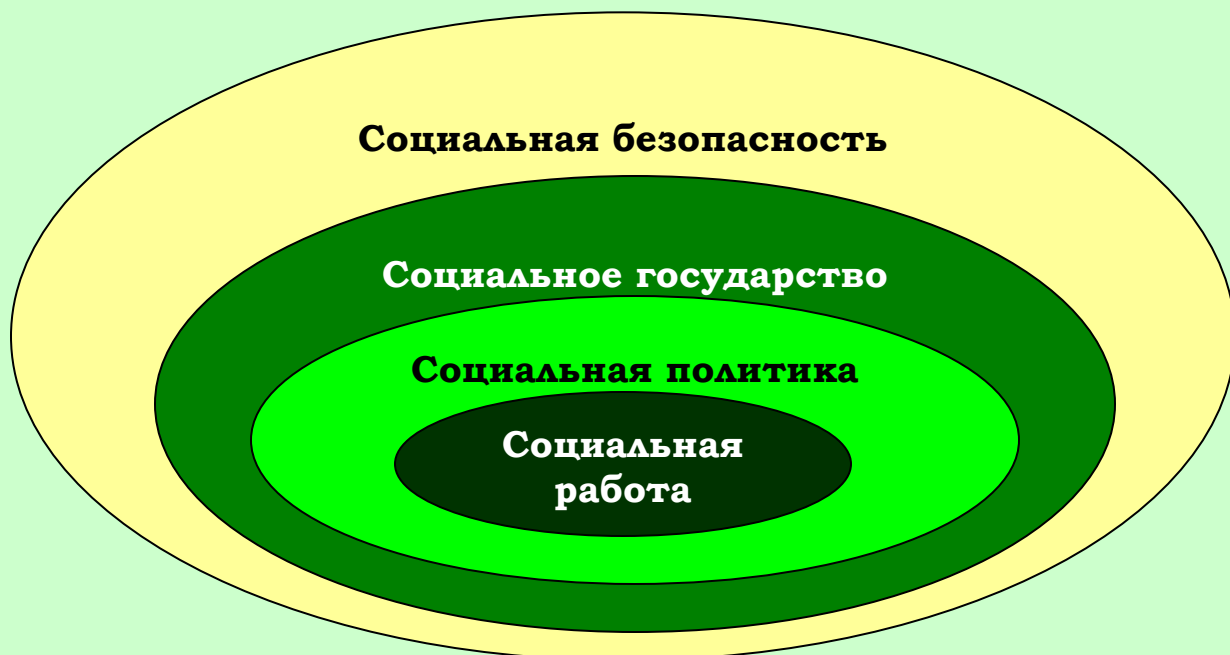 Социальная безопасность
Социальное государство
Социальная политика
Социальная
работа